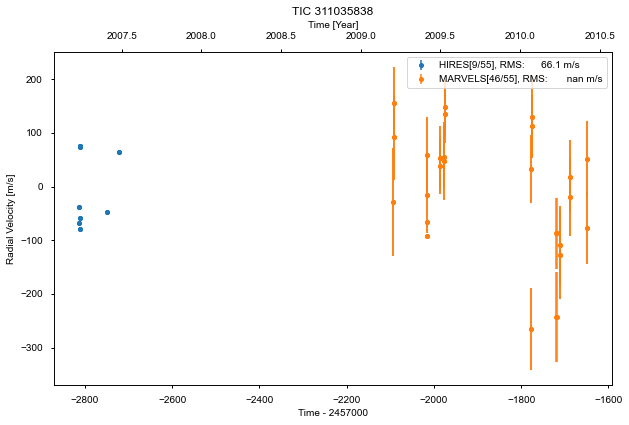 TIC 311035838
Time [Year]
2007.5 2008.0 2008.5 2009.0 2009.5 2010.0 2010.5
HIRES[9/55], RMS: 66.1 m/s
MARVELS[46/55], RMS: nan m/s
Radial Velocity [m/s]
200
100
0
−100
−200
−300
−2800 −2600 −2400 −2200 −2000 −1800 −1600
Time - 2457000